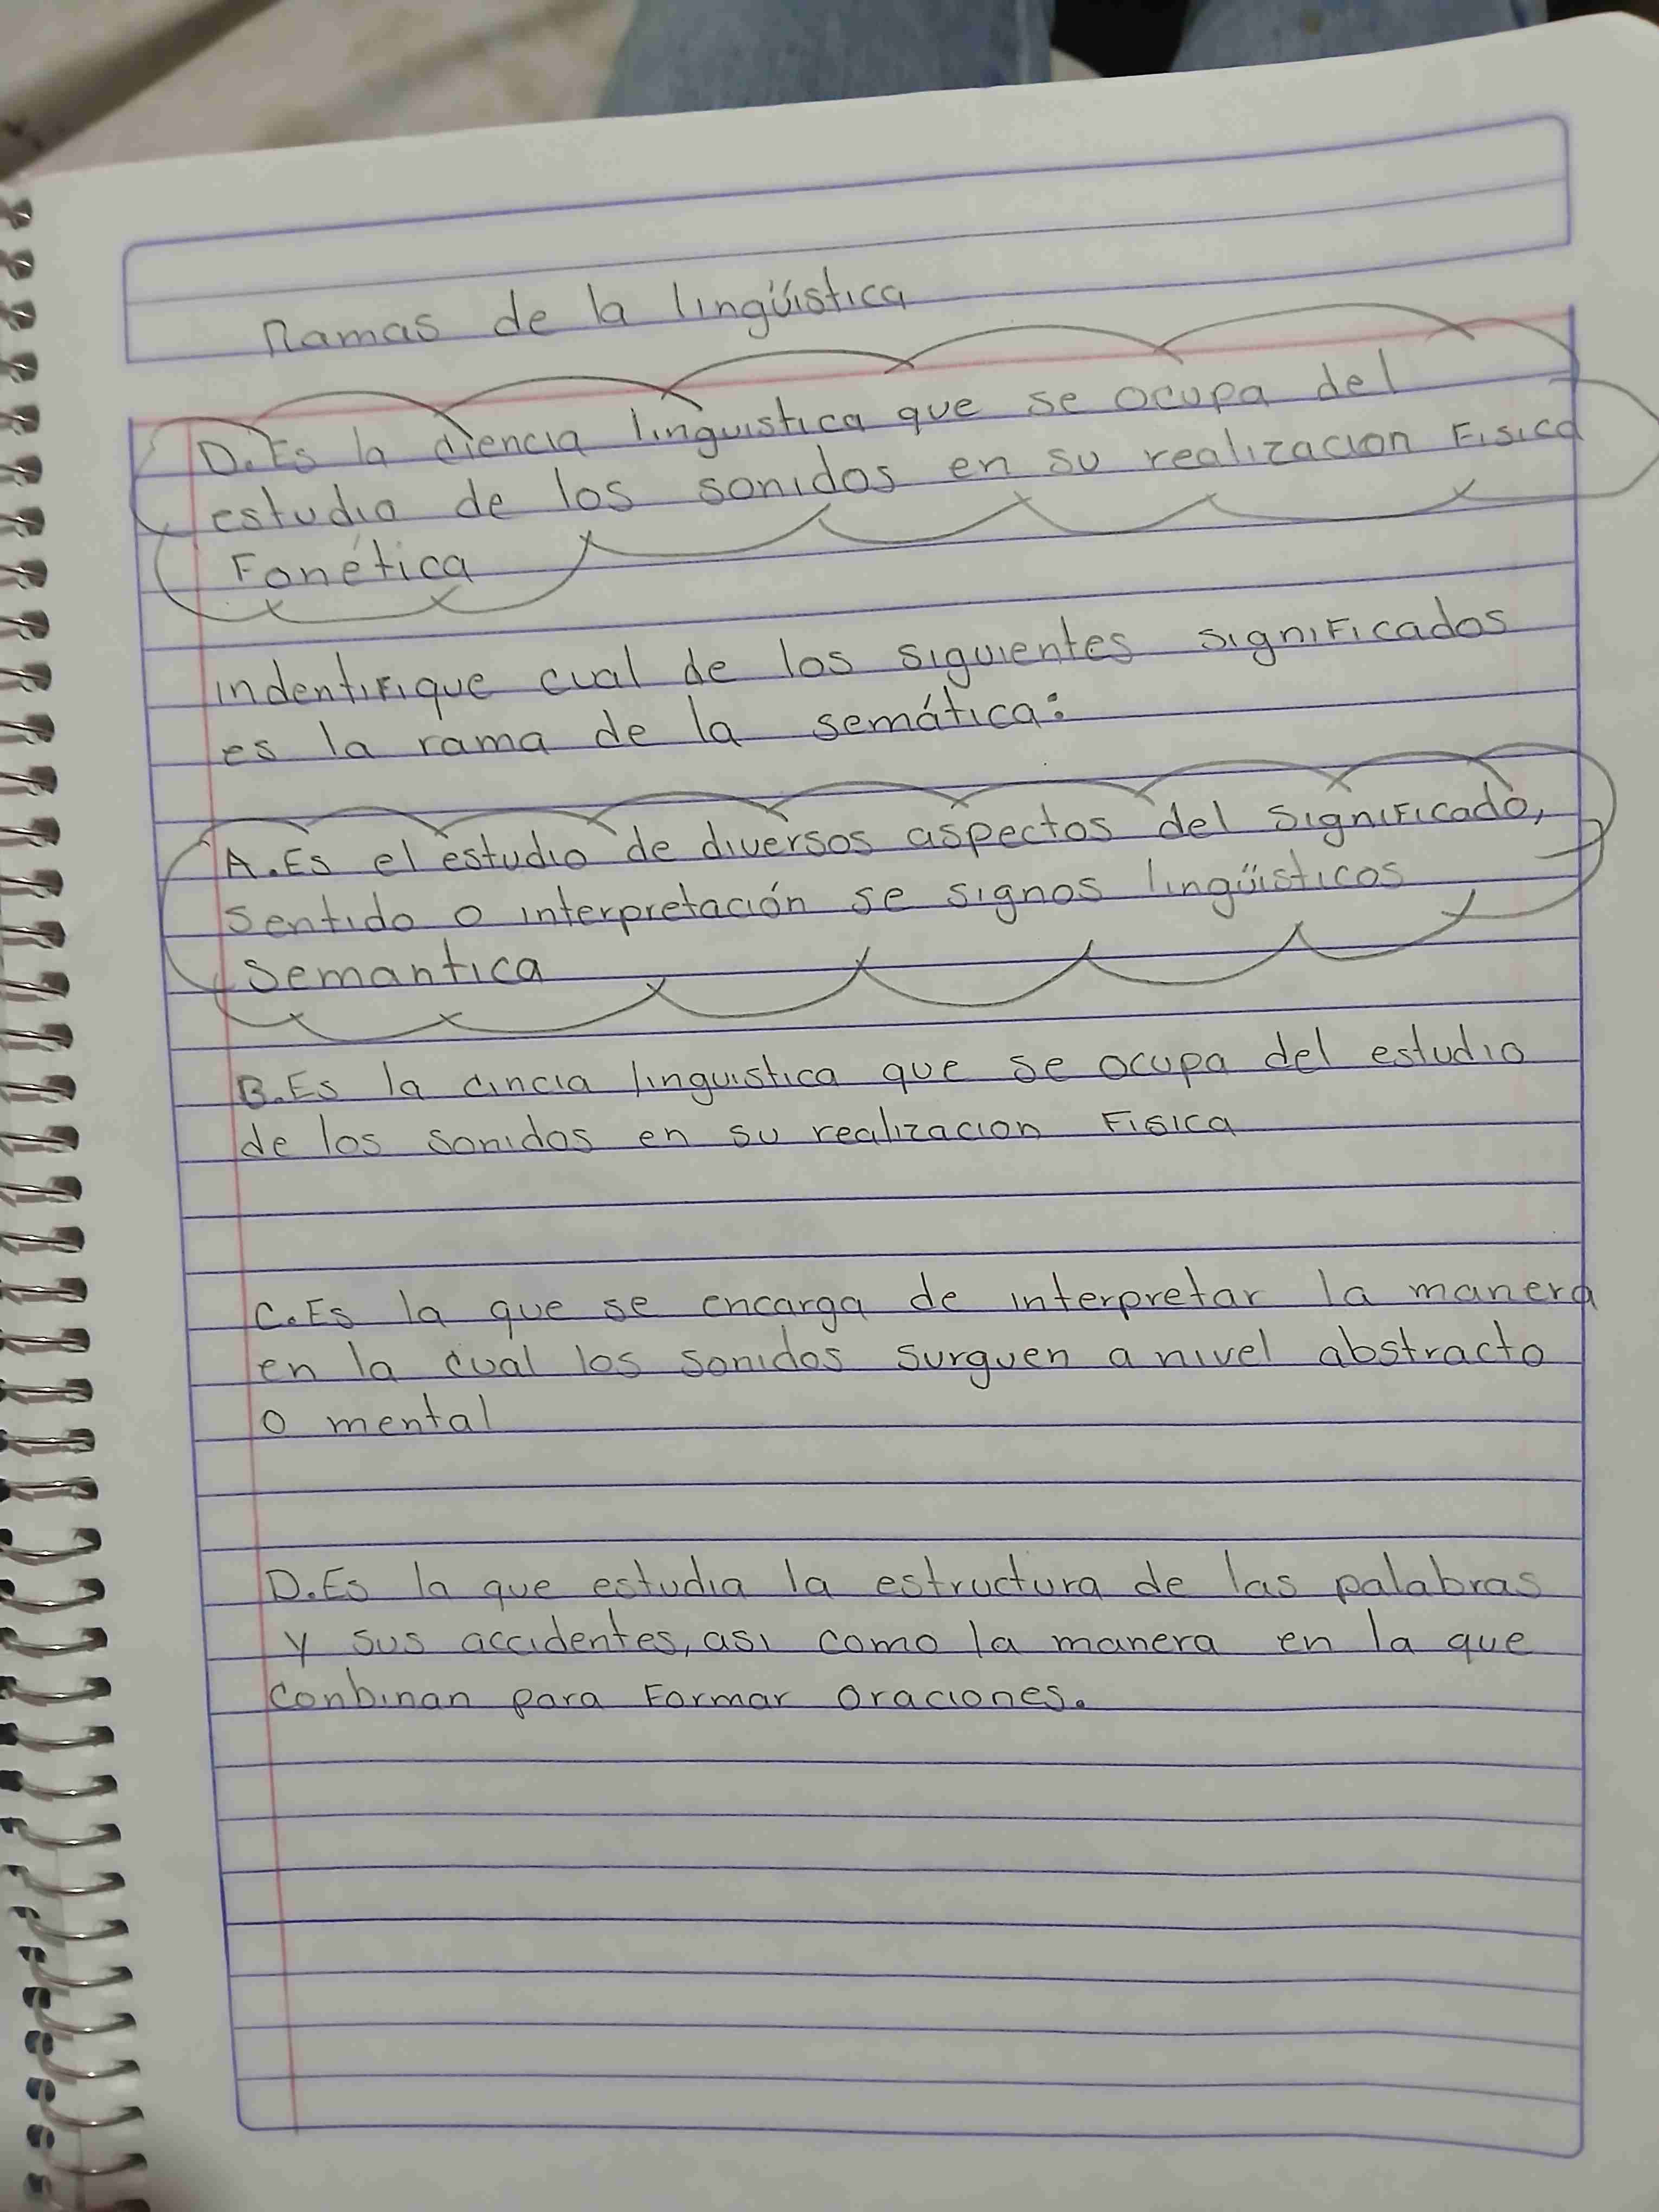 Ramas de la lingüística
D. Es la ciencia linguistica que se ocupa del
estudio de los sonidos en su realizacion Fisica
Fonética
indentifique cual de los siguientes significados
es la rama de la semática:
A. Es el estudio de diversos aspectos del significado,
sentido o interpretación se signos lingüisticos
semantica
B. Es la cincia linguistica que se ocupa del estudio
de los sonidos en su realizacion Fisica
C. Es la que se encarga de interpretar la manera
en la cual los sonidos surguen a nivel abstracto
o mental
D. Es la que estudia la estructura de las palabras
y sus accidentes, asi como la manera en la que
conbinan para Formar oraciones.